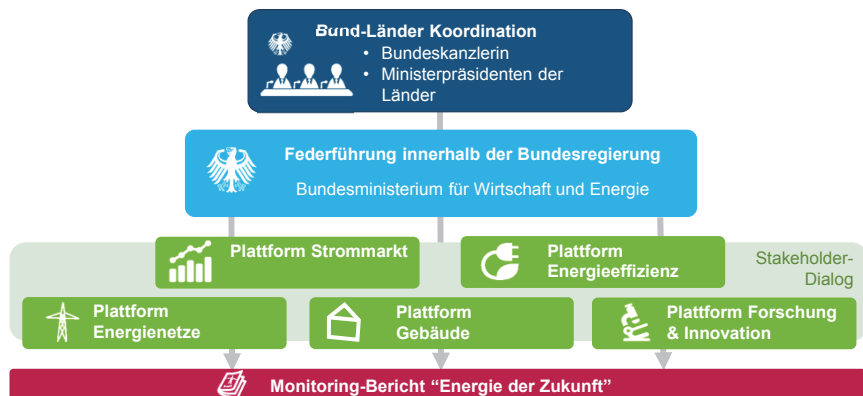 Bund-Länder Koordination
• Bundeskanzlerin
• Ministerpräsidenten der
Länder
Federführung innerhalb der Bundesregierung
Bundesministerium für Wirtschaft und Energie
Plattform Strommarkt
Plattform
Energieeffizienz
Stakeholder-
Dialog
Plattform
Energienetze
Plattform
Gebäude
Plattform Forschung
& Innovation
Monitoring-Bericht “Energie der Zukunft”